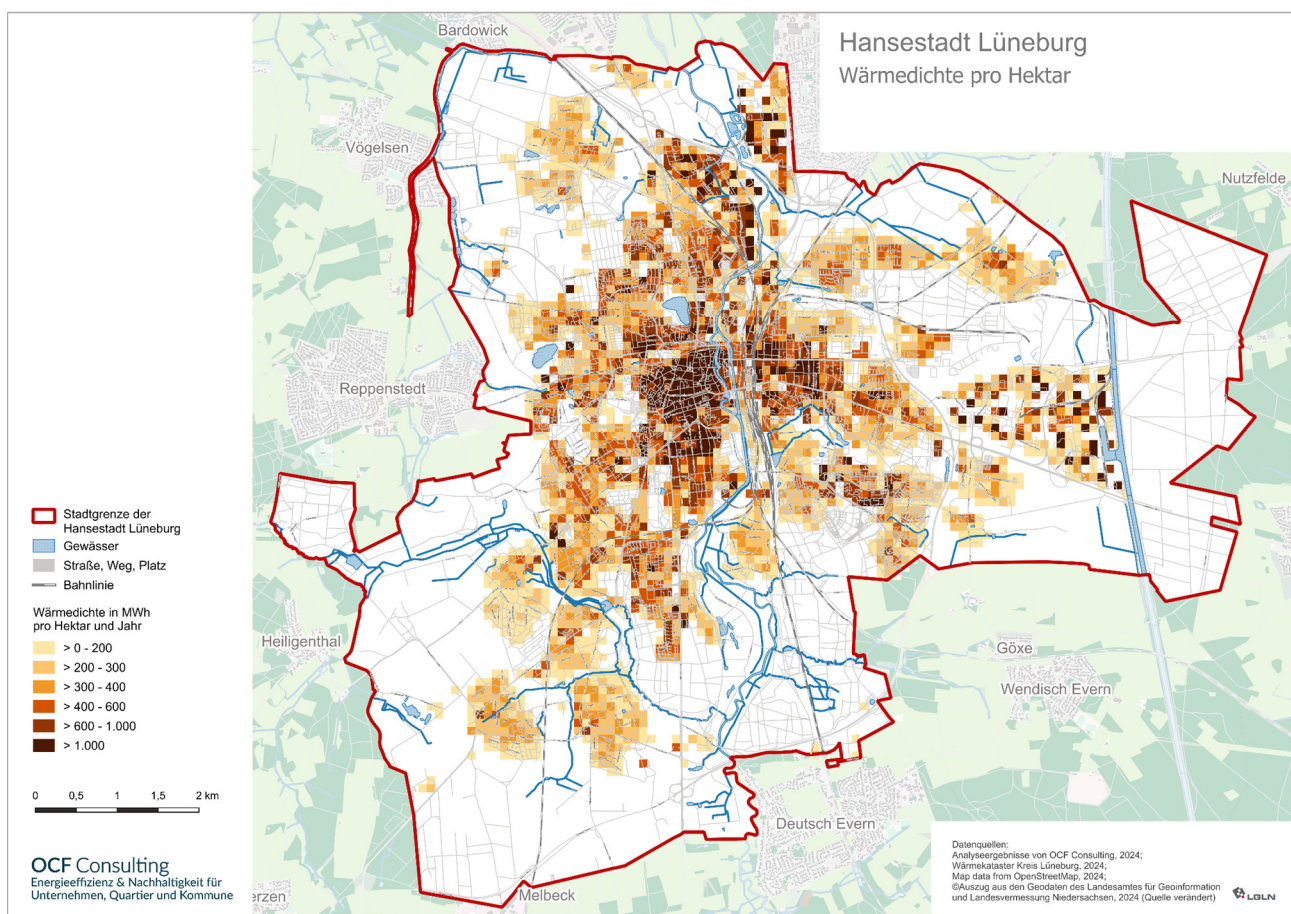 Bardowick
Hansestadt Lüneburg
Wärmedichte pro Hektar
Vögelsen
Nutzfelde
Reppenstedt
Stadtgrenze der
Hansestadt Lüneburg
Gewässer
Straße, Weg, Platz
Bahnlinie
Wärmedichte in MWh
pro Hektar und Jahr
> 0 - 200
> 200 - 300
> 300 - 400
> 400 - 600
> 600 - 1.000
> 1.000
Heiligenthal
Göxe
Wendisch Evern
0 0,5 1 1,5 2 km
Deutsch Evern
OCF Consulting
Energieeffizienz & Nachhaltigkeit für
Unternehmen, Quartier und Kommune
erzen
Melbeck
Datenquellen:
Analyseergebnisse von OCF Consulting, 2024;
Wärmekataster Kreis Lüneburg, 2024;
Map data from OpenStreetMap, 2024;
©Auszug aus den Geodaten des Landesamtes für Geoinformation
und Landesvermessung Niedersachsen, 2024 (Quelle verändert)
LGLN